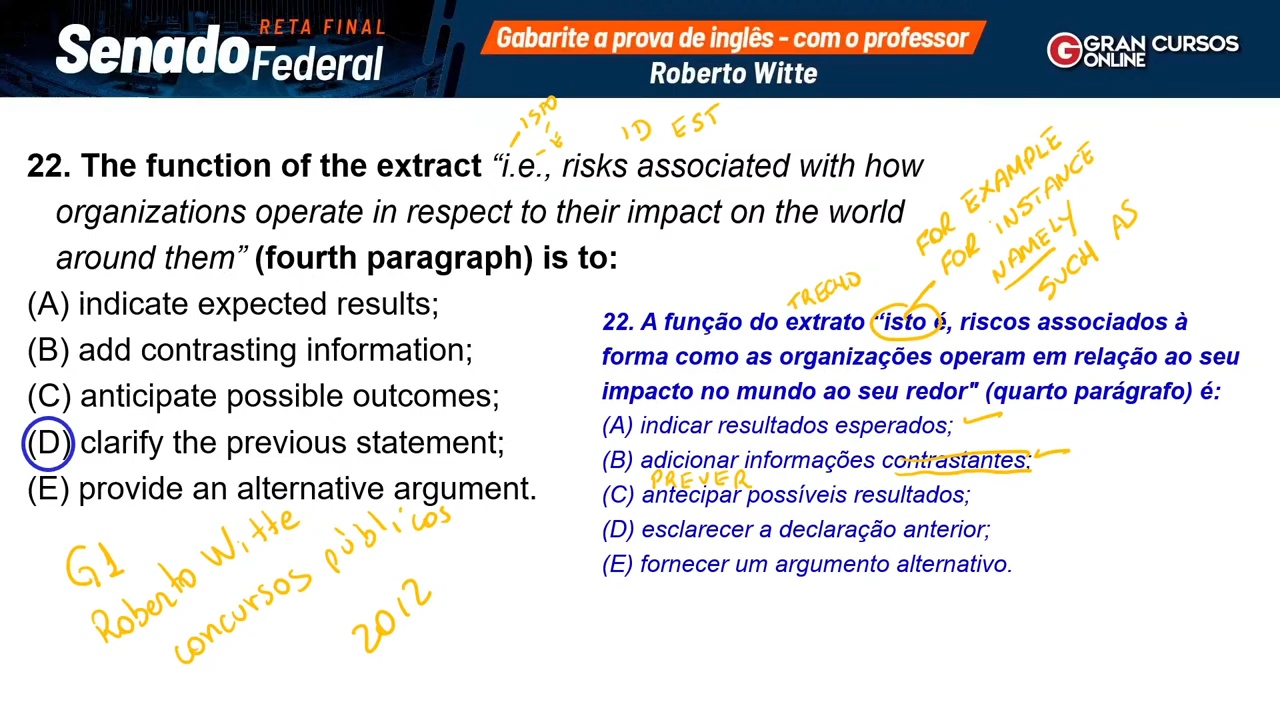 RETA FINAL
Senado Federal
Gabarite a prova de inglês - com o professor
Roberto Witte
GRAN CURSOS
ONLINE
ISTO É
ID EST
22. The function of the extract “i.e., risks associated with how
organizations operate in respect to their impact on the world
around them” (fourth paragraph) is to:
(A) indicate expected results;
(B) add contrasting information;
(C) anticipate possible outcomes;
(D) clarify the previous statement;
(E) provide an alternative argument.
FOR EXAMPLE
FOR INSTANCE
NAMELY
SUCH AS
TRECHO
22. A função do extrato “isto é, riscos associados à
forma como as organizações operam em relação ao seu
impacto no mundo ao seu redor" (quarto parágrafo) é:
(A) indicar resultados esperados;
(B) adicionar informações contrastantes;
PREVER
(C) antecipar possíveis resultados;
(D) esclarecer a declaração anterior;
(E) fornecer um argumento alternativo.
G1
Roberto Witte
concursos públicos
2012